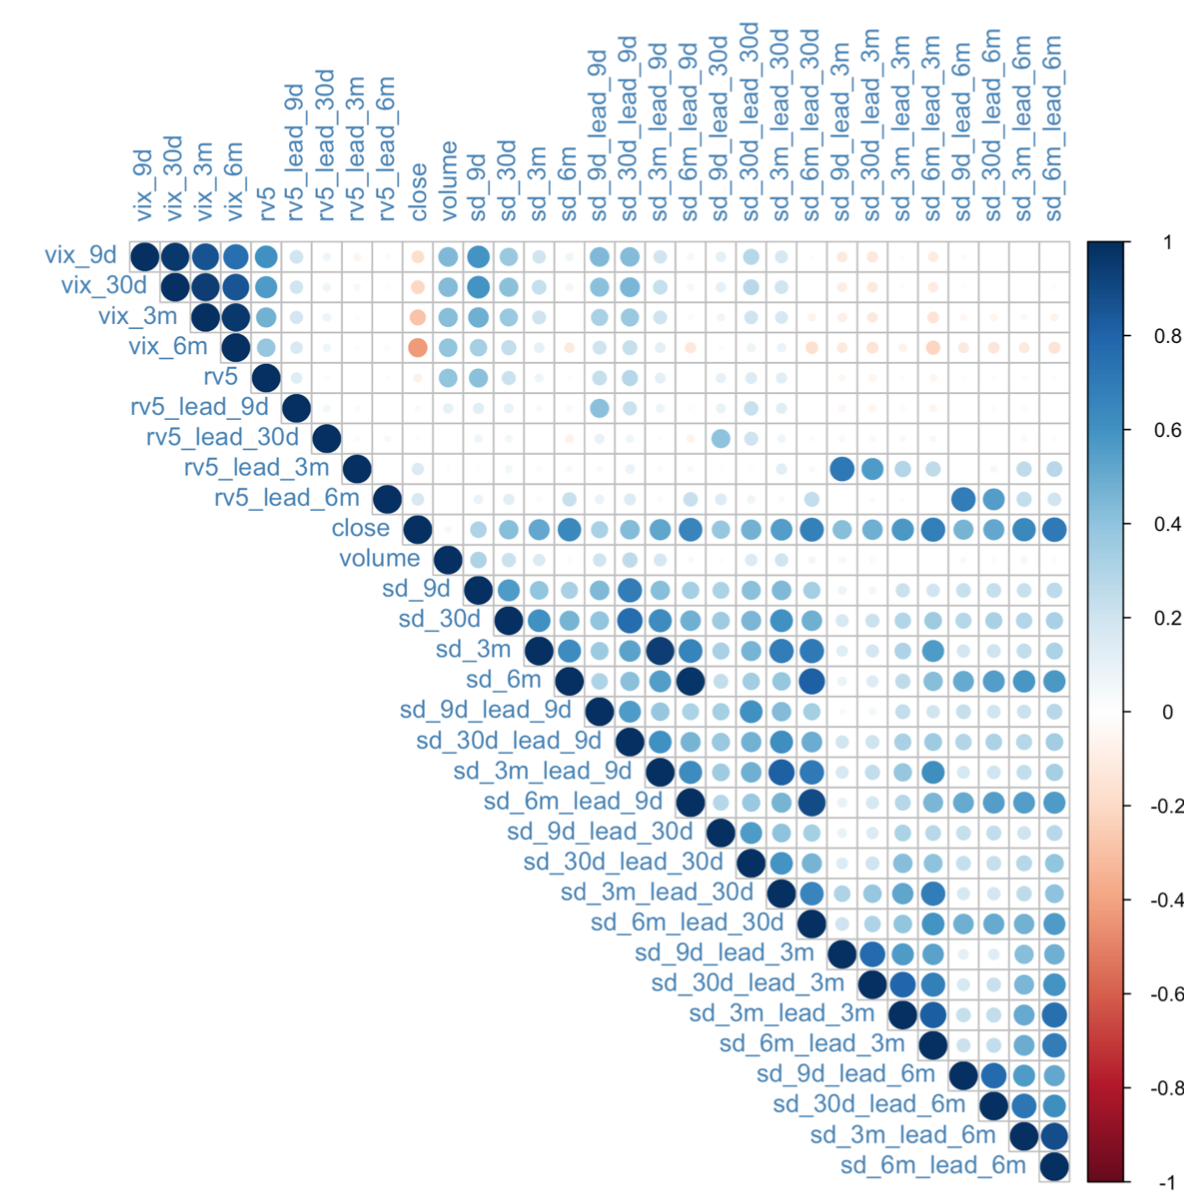 vix_9d
vix_30d
vix_3m
vix_6m
rv5
rv5_lead_9d
rv5_lead_30d
rv5_lead_3m
rv5_lead_6m
close
volume
sd_9d
sd_30d
sd_3m
sd_6m
sd_9d_lead_9d
sd_30d_lead_9d
sd_3m_lead_9d
sd_6m_lead_9d
sd_9d_lead_30d
sd_30d_lead_30d
sd_3m_lead_30d
sd_6m_lead_30d
sd_9d_lead_3m
sd_30d_lead_3m
sd_3m_lead_3m
sd_6m_lead_3m
sd_9d_lead_6m
sd_30d_lead_6m
sd_3m_lead_6m
sd_6m_lead_6m
vix_9d
vix_30d
vix_3m
vix_6m
rv5
rv5_lead_9d
rv5_lead_30d
rv5_lead_3m
rv5_lead_6m
close
volume
sd_9d
sd_30d
sd_3m
sd_6m
sd_9d_lead_9d
sd_30d_lead_9d
sd_3m_lead_9d
sd_6m_lead_9d
sd_9d_lead_30d
sd_30d_lead_30d
sd_3m_lead_30d
sd_6m_lead_30d
sd_9d_lead_3m
sd_30d_lead_3m
sd_3m_lead_3m
sd_6m_lead_3m
sd_9d_lead_6m
sd_30d_lead_6m
sd_3m_lead_6m
sd_6m_lead_6m
1
0.8
0.6
0.4
0.2
0
-0.2
-0.4
-0.6
-0.8
-1